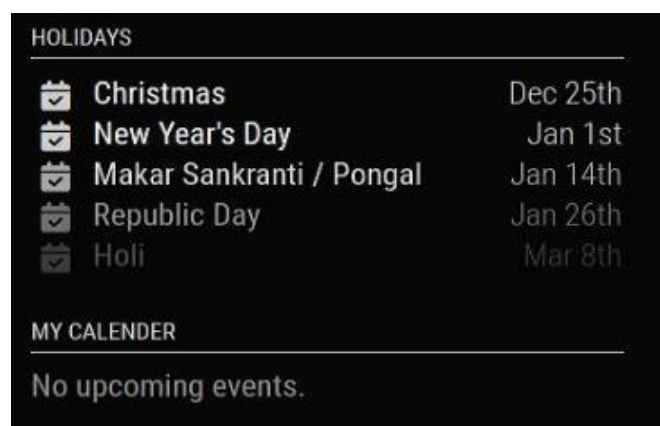 HOLIDAYS
Christmas Dec 25th
New Year's Day Jan 1st
Makar Sankranti / Pongal Jan 14th
Republic Day Jan 26th
Holi Mar 8th
MY CALENDER
No upcoming events.